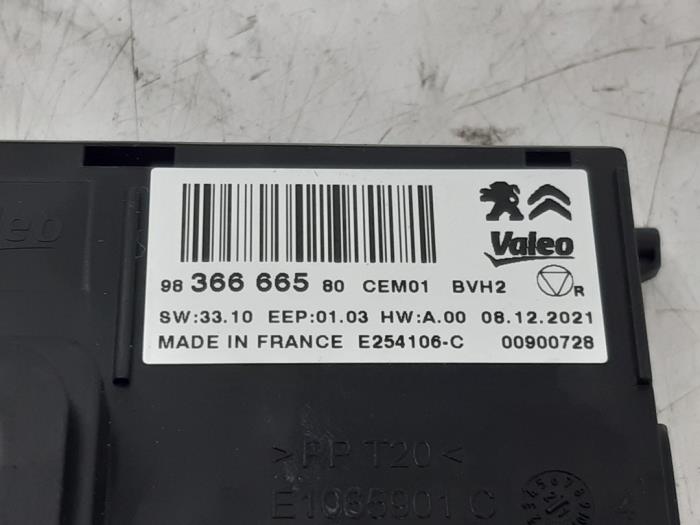 Valeo
98 366 665 80 CEM01 BVH2
R
SW:33.10 EEP:01.03 HW:A.00 08.12.2021
MADE IN FRANCE E254106-C 00900728
>PP T20<
E1065901 C